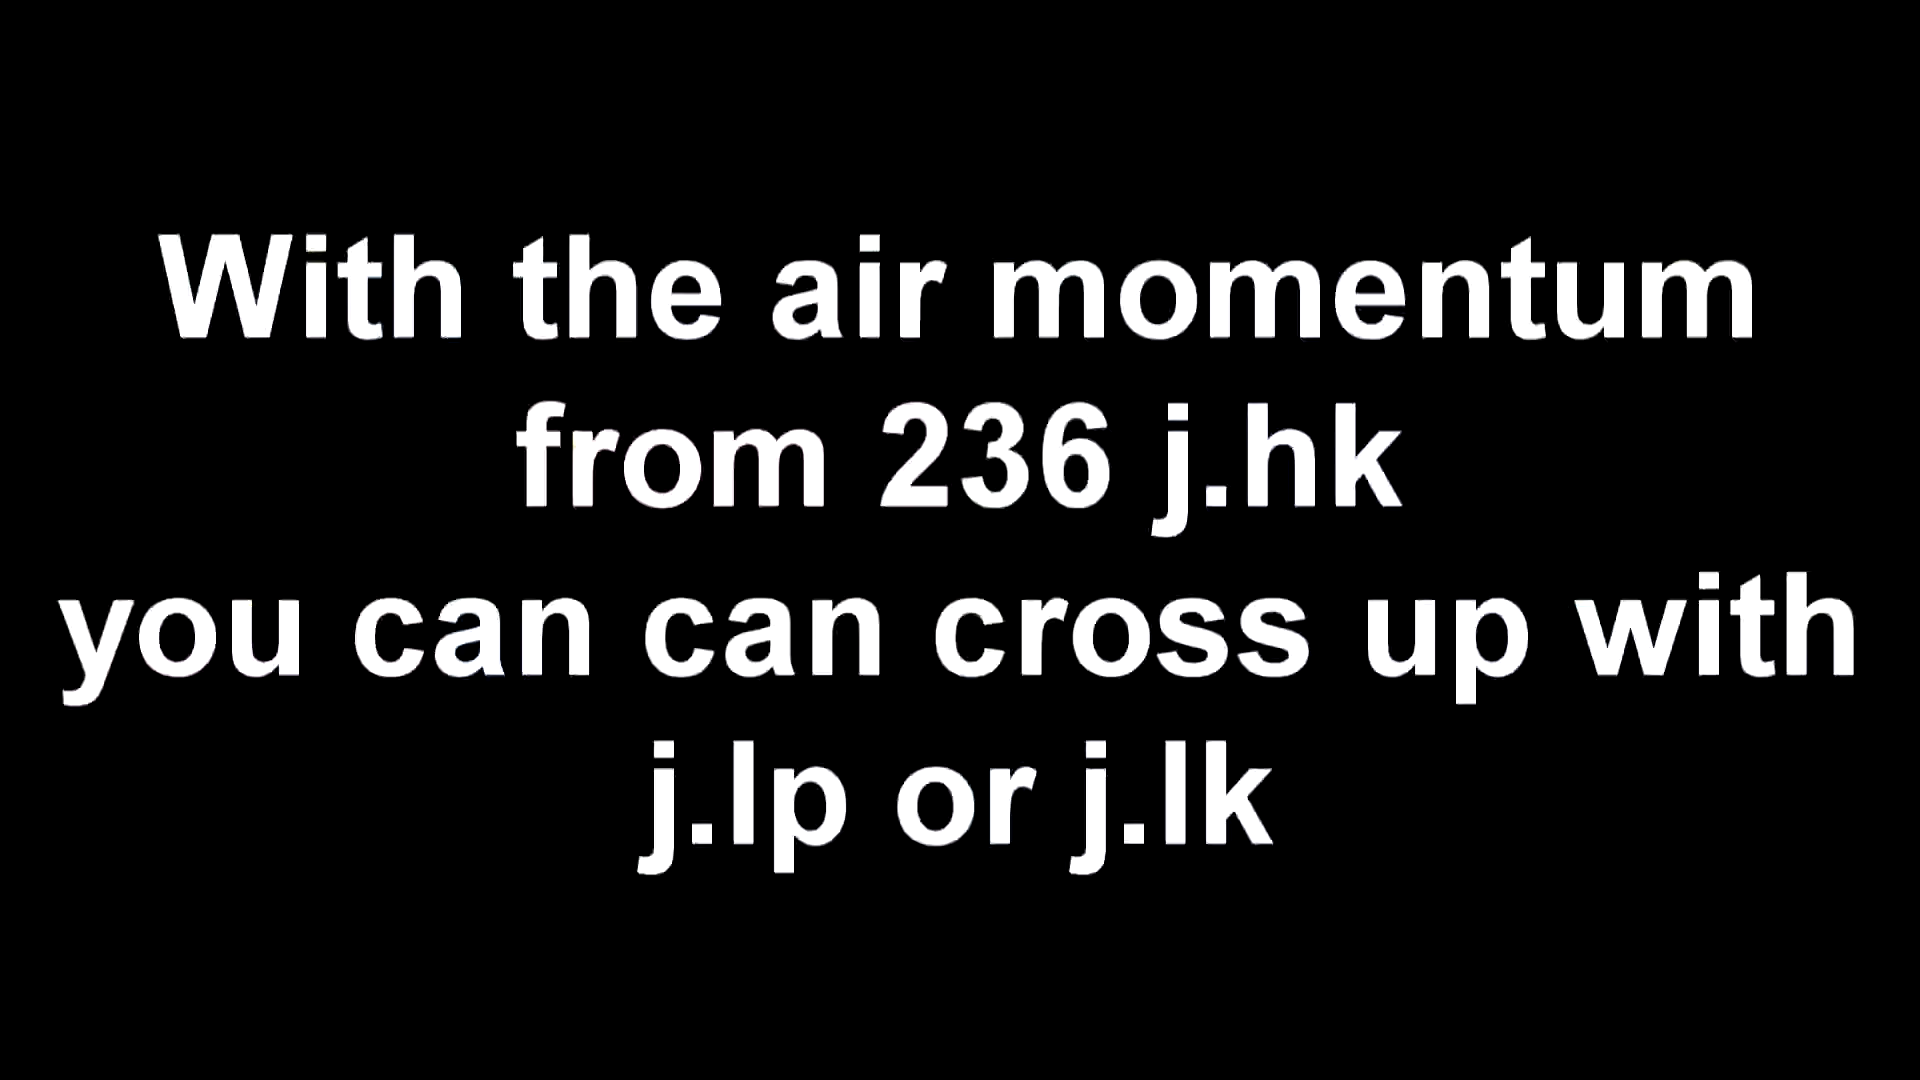 With the air momentum
from 236 j.hk
you can can cross up with
j.lp or j.lk